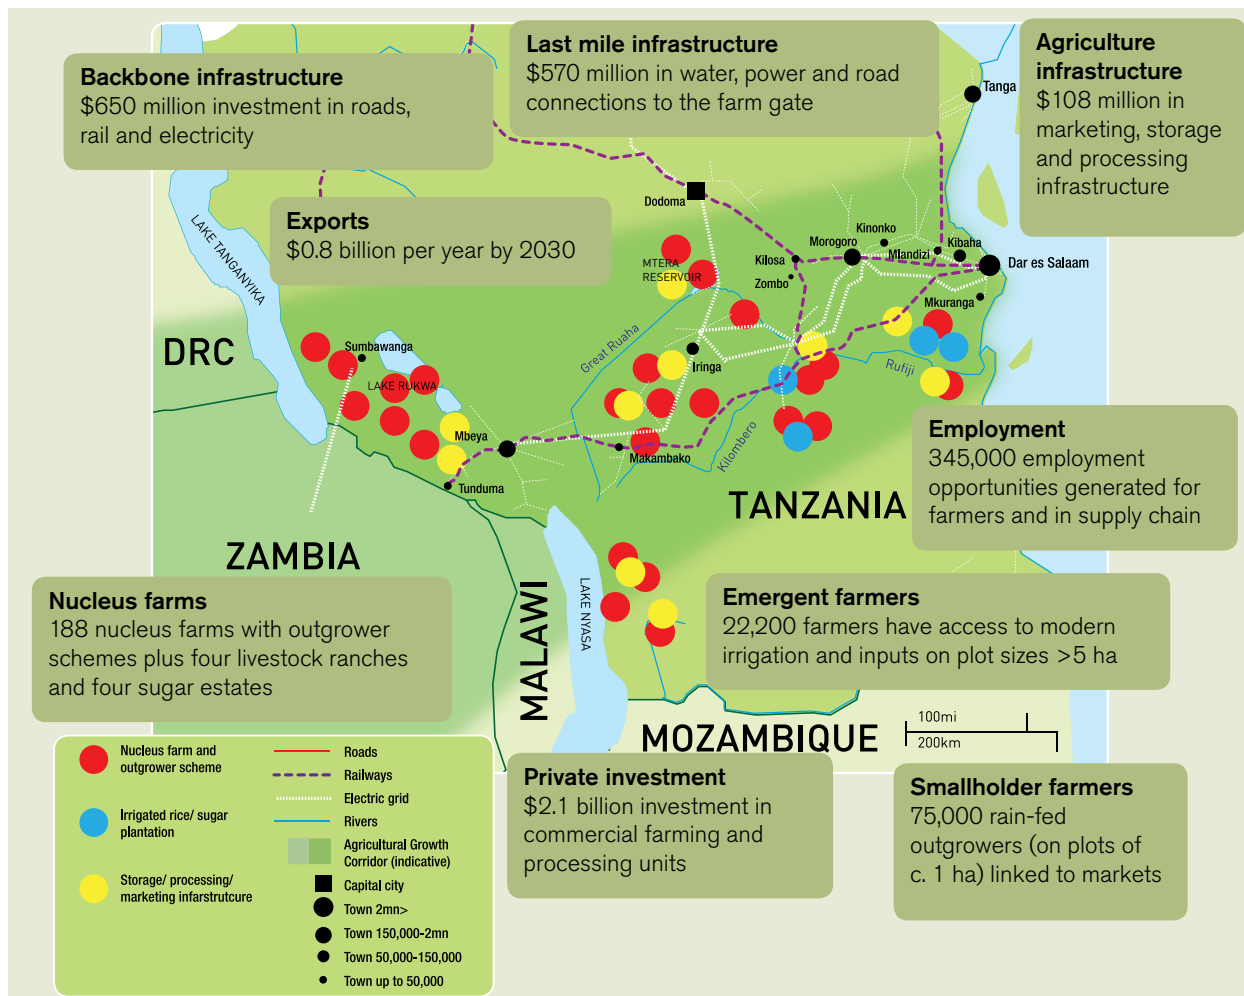 Backbone infrastructure
$650 million investment in roads,
rail and electricity
Last mile infrastructure
$570 million in water, power and road
connections to the farm gate
Agriculture
infrastructure
$108 million in
marketing, storage
and processing
infrastructure
Exports
$0.8 billion per year by 2030
Tanga
Dodoma
Kinonko
Morogoro
Mlandizi
Kibaha
Kilosa
Zombo
Dar es Salaam
Mkuranga
LAKE TANGANYIKA
MTERA
RESERVOIR
DRC
Sumbawanga
LAKE RUKWA
Great Ruaha
Iringa
Rufiji
Mbeya
Makambako
Kilombero
Tunduma
TANZANIA
Employment
345,000 employment
opportunities generated for
farmers and in supply chain
ZAMBIA
MALAWI
LAKE NYASA
Nucleus farms
188 nucleus farms with outgrower
schemes plus four livestock ranches
and four sugar estates
Emergent farmers
22,200 farmers have access to modern
irrigation and inputs on plot sizes >5 ha
MOZAMBIQUE
100mi
200km
Nucleus farm and
outgrower scheme
Irrigated rice/ sugar
plantation
Storage/ processing/
marketing infarstrutcure
Roads
Railways
Electric grid
Rivers
Agricultural Growth
Corridor (indicative)
Capital city
Town 2mn>
Town 150,000-2mn
Town 50,000-150,000
Town up to 50,000
Private investment
$2.1 billion investment in
commercial farming and
processing units
Smallholder farmers
75,000 rain-fed
outgrowers (on plots of
c. 1 ha) linked to markets